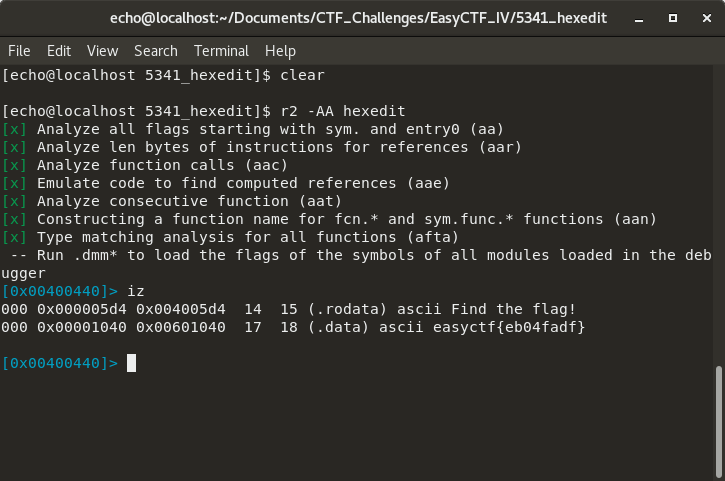 echo@localhost:~/Documents/CTF_Challenges/EasyCTF_IV/5341_hexedit
File Edit View Search Terminal Help
[echo@localhost 5341_hexedit]$ clear
[echo@localhost 5341_hexedit]$ r2 -AA hexedit
[x] Analyze all flags starting with sym. and entry0 (aa)
[x] Analyze len bytes of instructions for references (aar)
[x] Analyze function calls (aac)
[x] Emulate code to find computed references (aae)
[x] Analyze consecutive function (aat)
[x] Constructing a function name for fcn.* and sym.func.* functions (aan)
[x] Type matching analysis for all functions (afta)
 -- Run .dmm* to load the flags of the symbols of all modules loaded in the deb
ugger
[0x00400440]> iz
000 0x000005d4 0x004005d4  14  15 (.rodata) ascii Find the flag!
000 0x00001040 0x00601040  17  18 (.data) ascii easyctf{eb04fadf}
[0x00400440]>